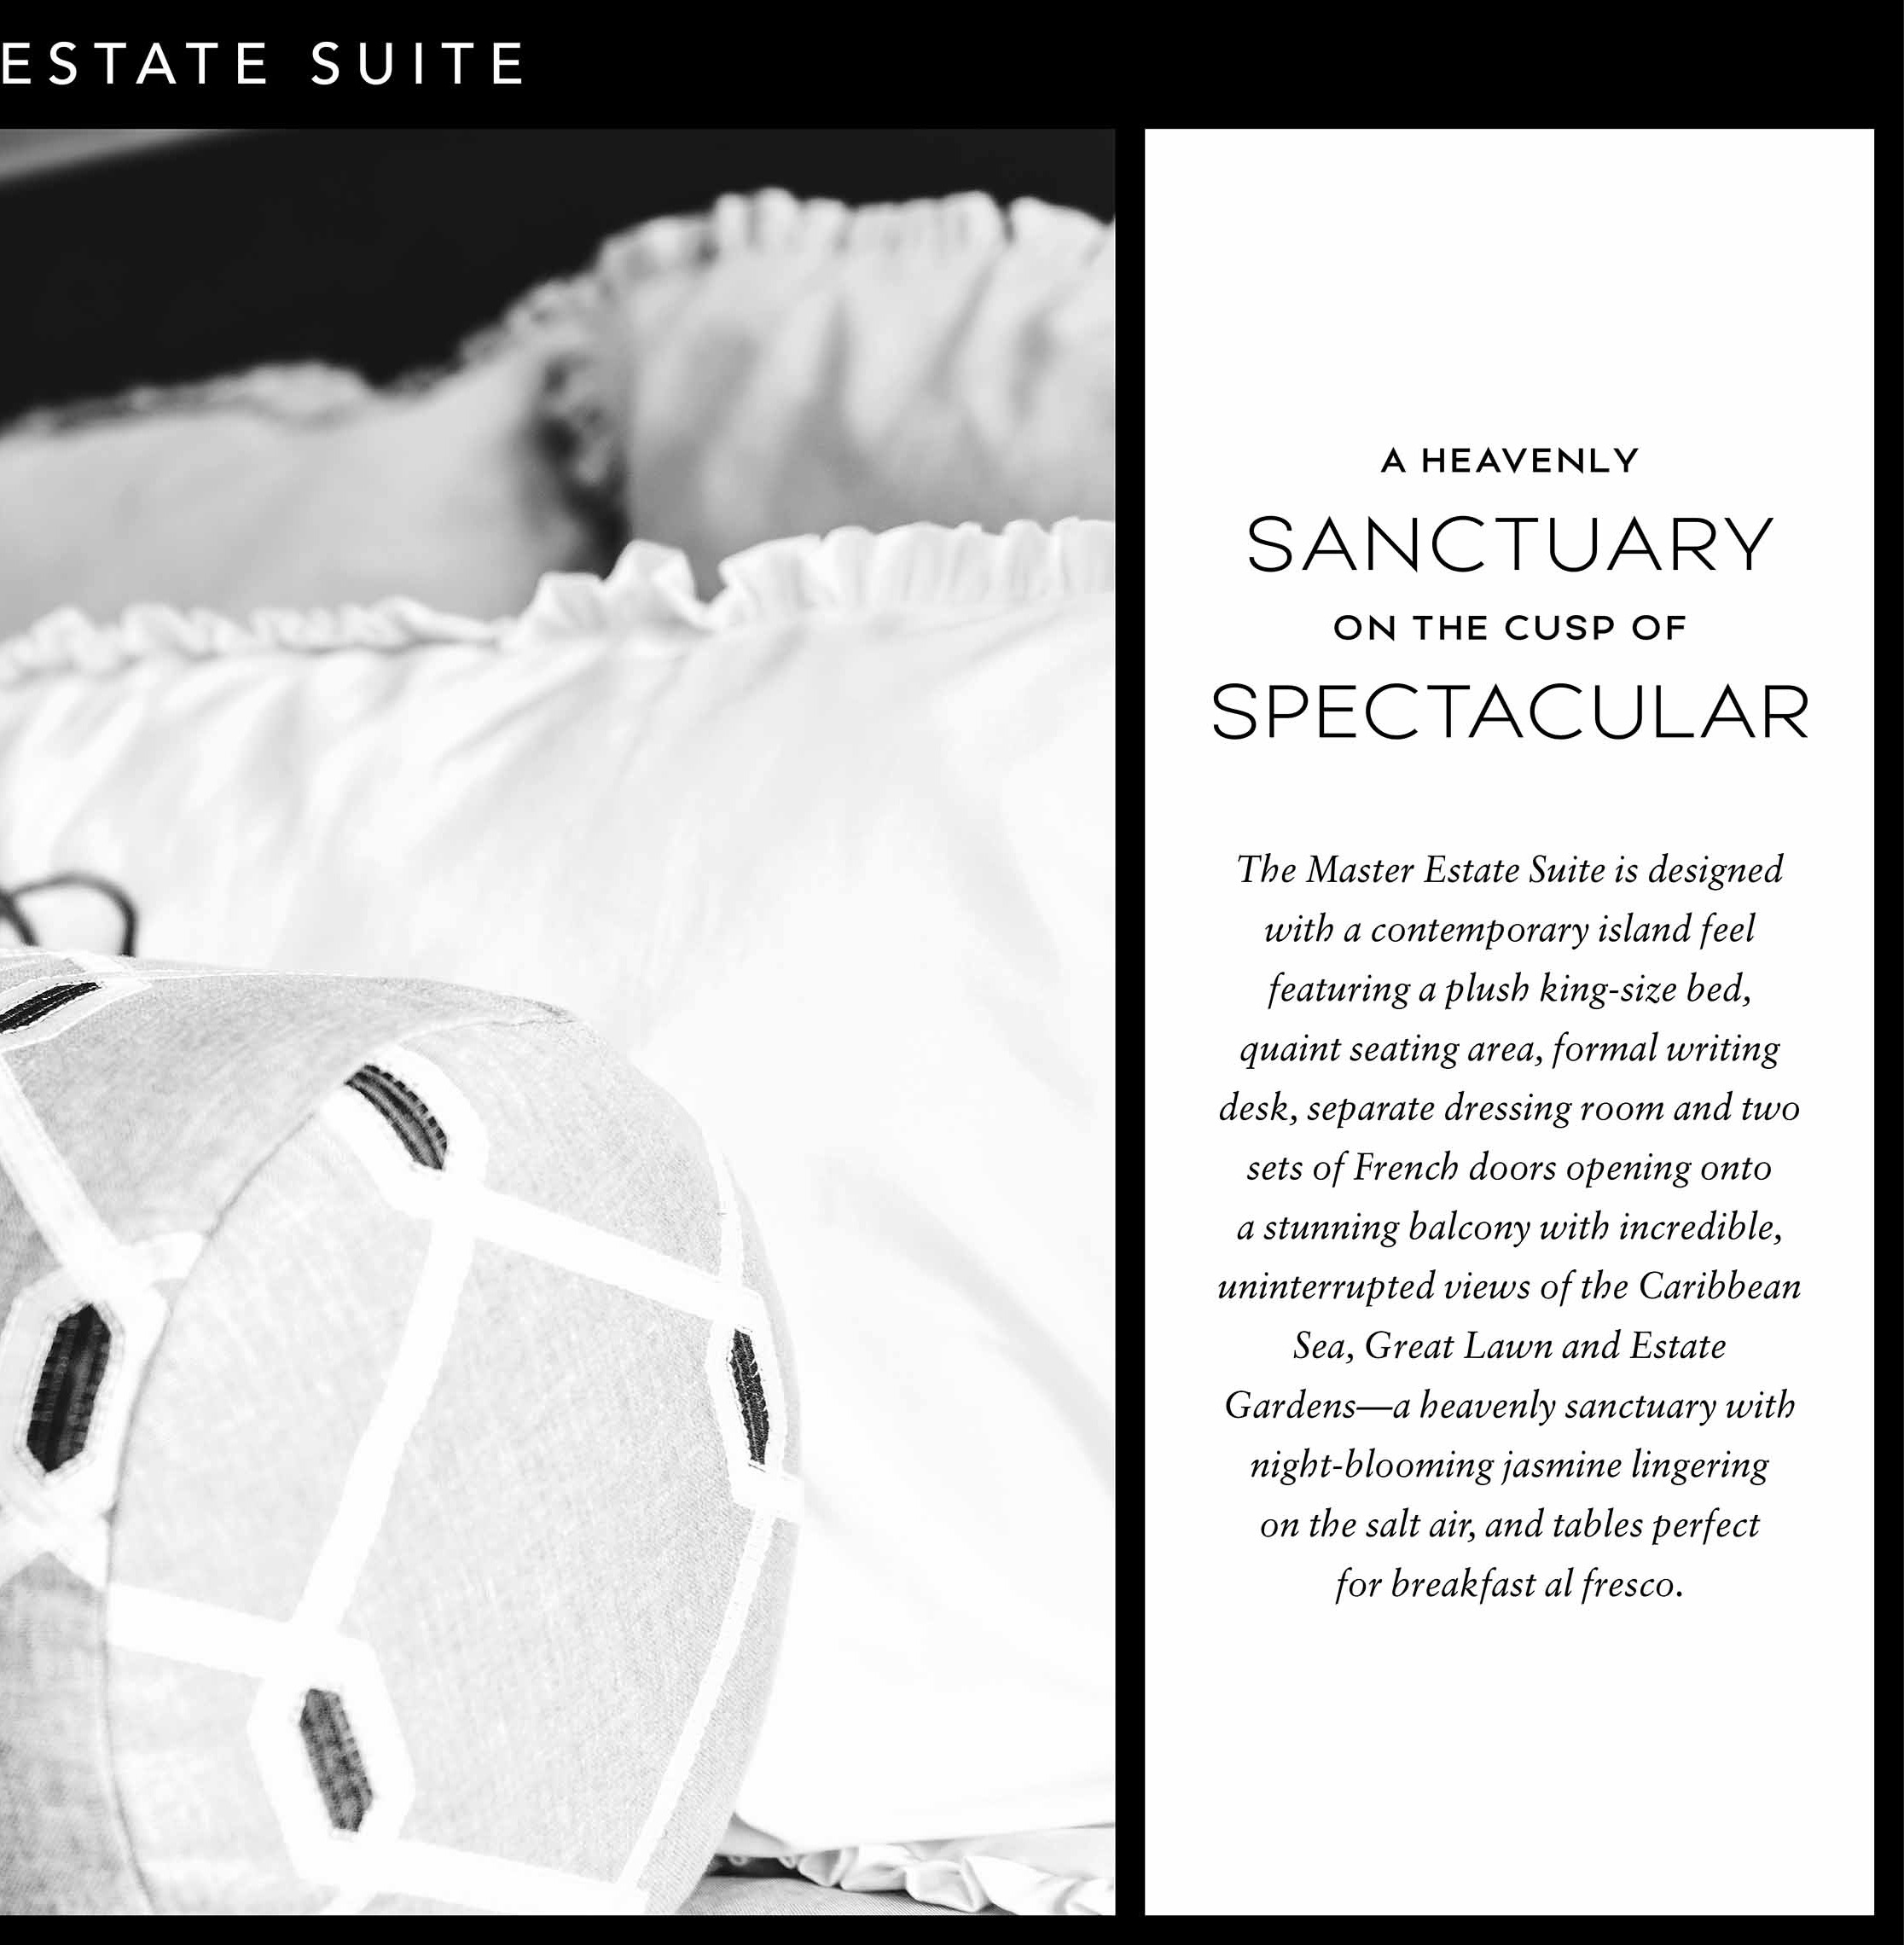 ESTATE SUITE
A HEAVENLY
SANCTUARY
ON THE CUSP OF
SPECTACULAR
The Master Estate Suite is designed
with a contemporary island feel
featuring a plush king-size bed,
quaint seating area, formal writing
desk, separate dressing room and two
sets of French doors opening onto
a stunning balcony with incredible,
uninterrupted views of the Caribbean
Sea, Great Lawn and Estate
Gardens—a heavenly sanctuary with
night-blooming jasmine lingering
on the salt air, and tables perfect
for breakfast al fresco.